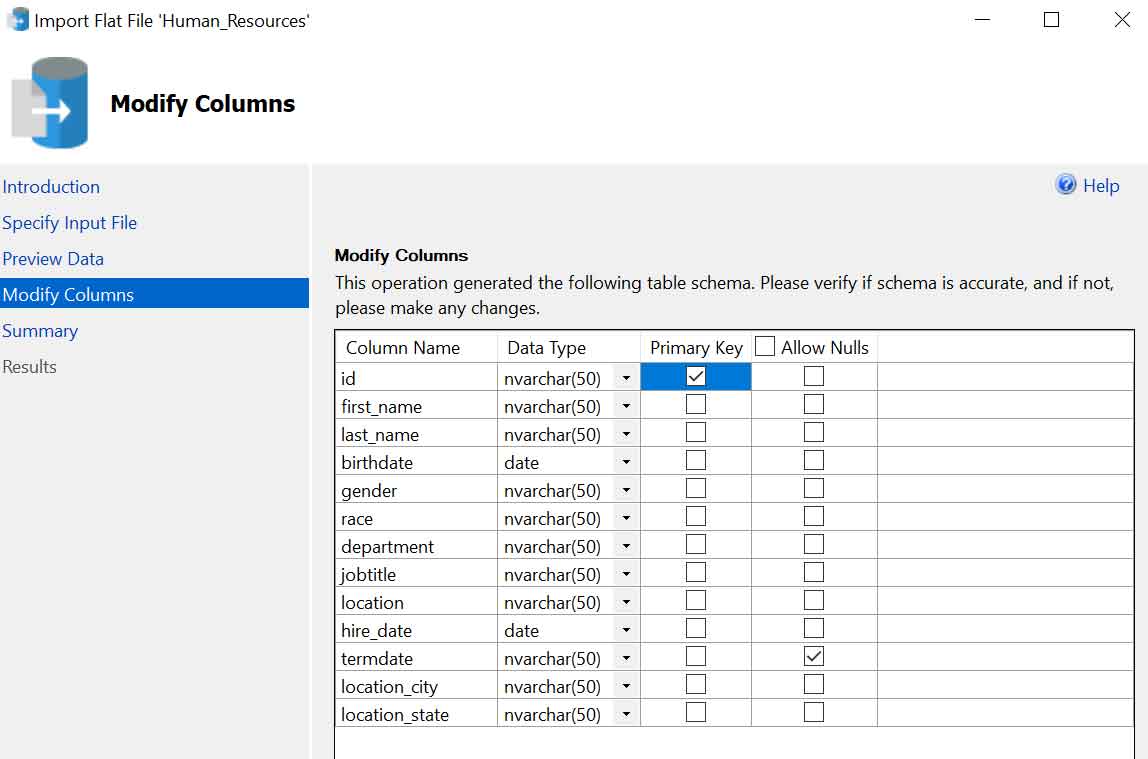 Import Flat File 'Human_Resources'
Modify Columns
Introduction
Specify Input File
Preview Data
Modify Columns
Summary
Results
Help
Modify Columns
This operation generated the following table schema. Please verify if schema is accurate, and if not,
please make any changes.
Column Name Data Type Primary Key Allow Nulls
id nvarchar(50)
first_name nvarchar(50)
last_name nvarchar(50)
birthdate date
gender nvarchar(50)
race nvarchar(50)
department nvarchar(50)
jobtitle nvarchar(50)
location nvarchar(50)
hire_date date
termdate nvarchar(50)
location_city nvarchar(50)
location_state nvarchar(50)